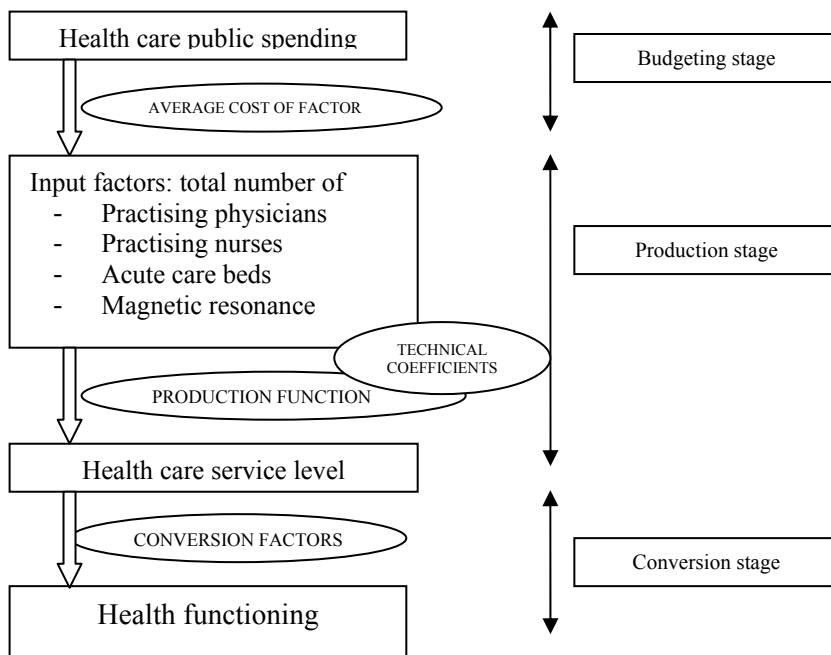 Health care public spending
Budgeting stage
AVERAGE COST OF FACTOR
Input factors: total number of
- Practising physicians
- Practising nurses
- Acute care beds
- Magnetic resonance
Production stage
TECHNICAL
COEFFICIENTS
PRODUCTION FUNCTION
Health care service level
CONVERSION FACTORS
Conversion stage
Health functioning